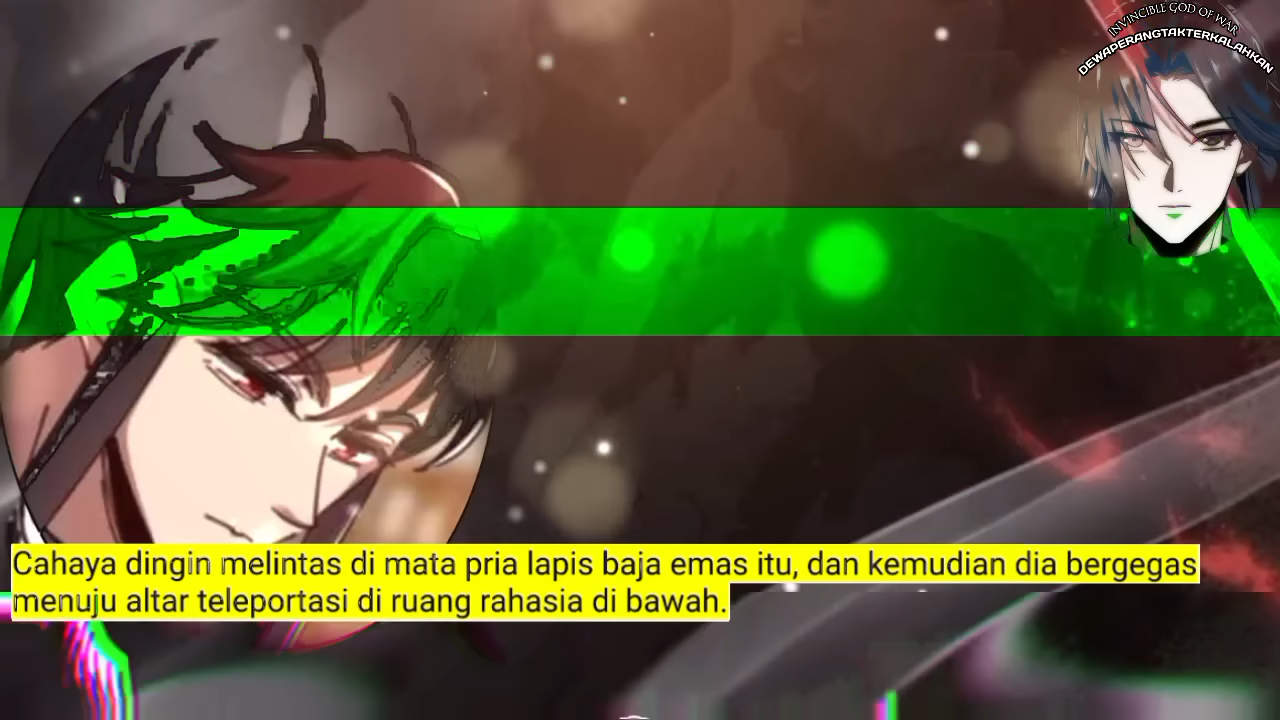 INVINCIBLE GOD OF WAR
DEWAPERANGTAKTERKALAHKAN
Cahaya dingin melintas di mata pria lapis baja emas itu, dan kemudian dia bergegas
menuju altar teleportasi di ruang rahasia di bawah.